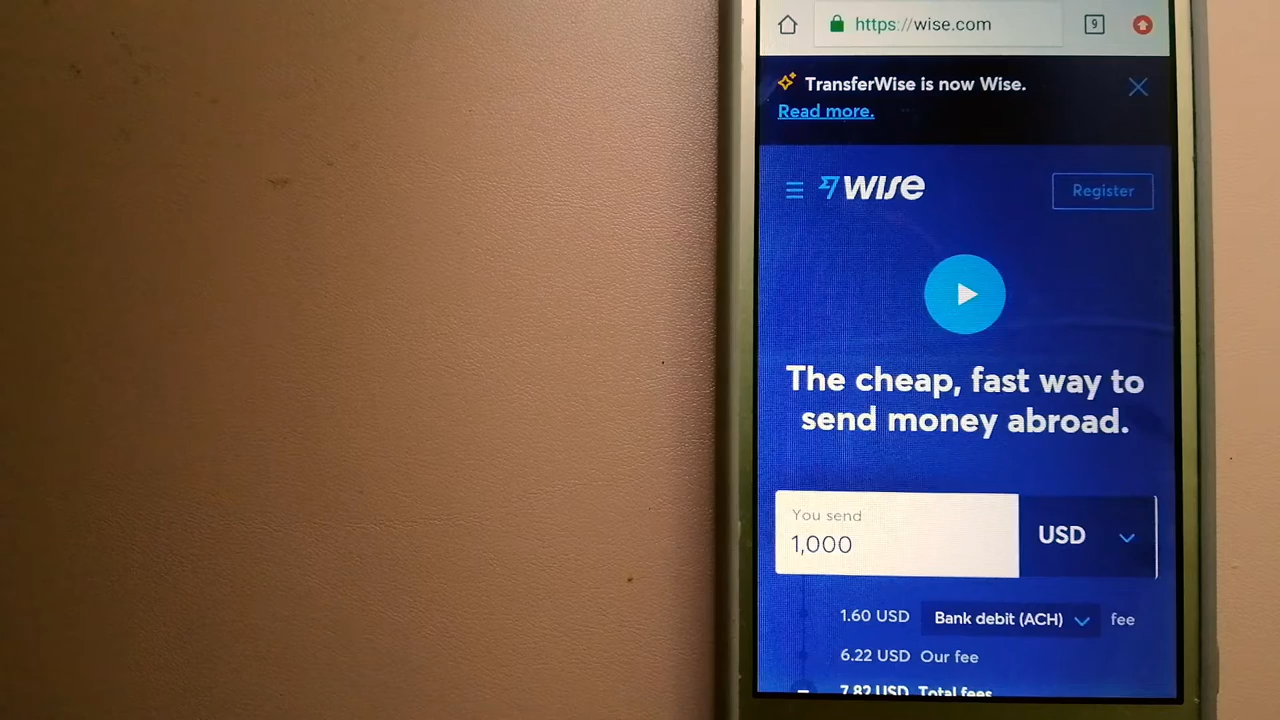 https://wise.com
9
TransferWise is now Wise.
Read more.
WISE
Register
The cheap, fast way to
send money abroad.
You send
1,000
USD
1.60 USD Bank debit (ACH) fee
6.22 USD Our fee
7.82 USD Total fees